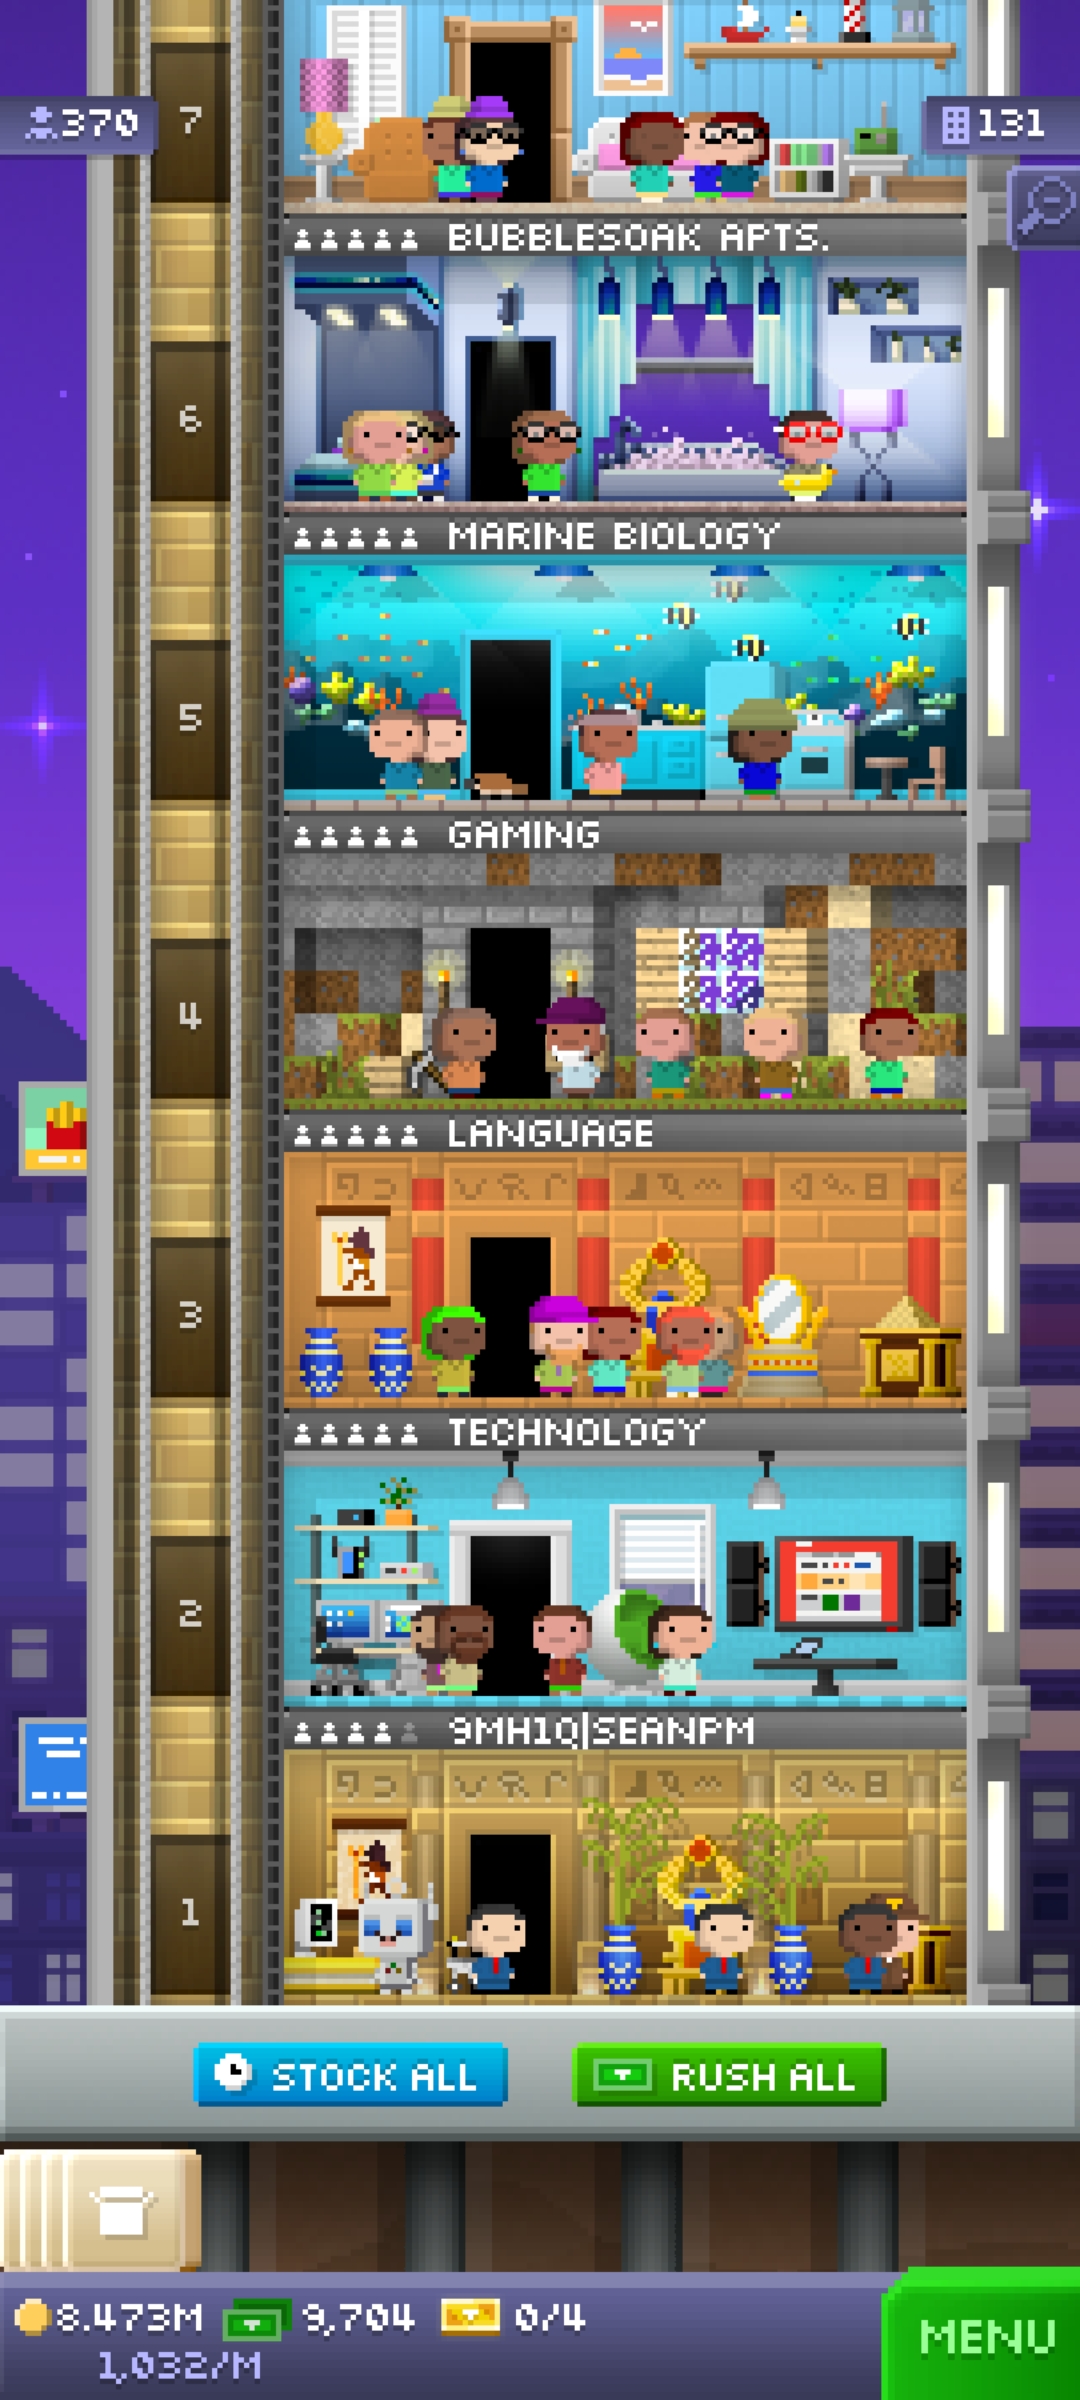 370
7
131
BUBBLESOAK APTS.
6
MARINE BIOLOGY
5
GAMING
4
LANGUAGE
3
TECHNOLOGY
2
9MH1Q|SEANPM
1
STOCK ALL
RUSH ALL
8.473M
9,704
0/4
1,032/M
MENU